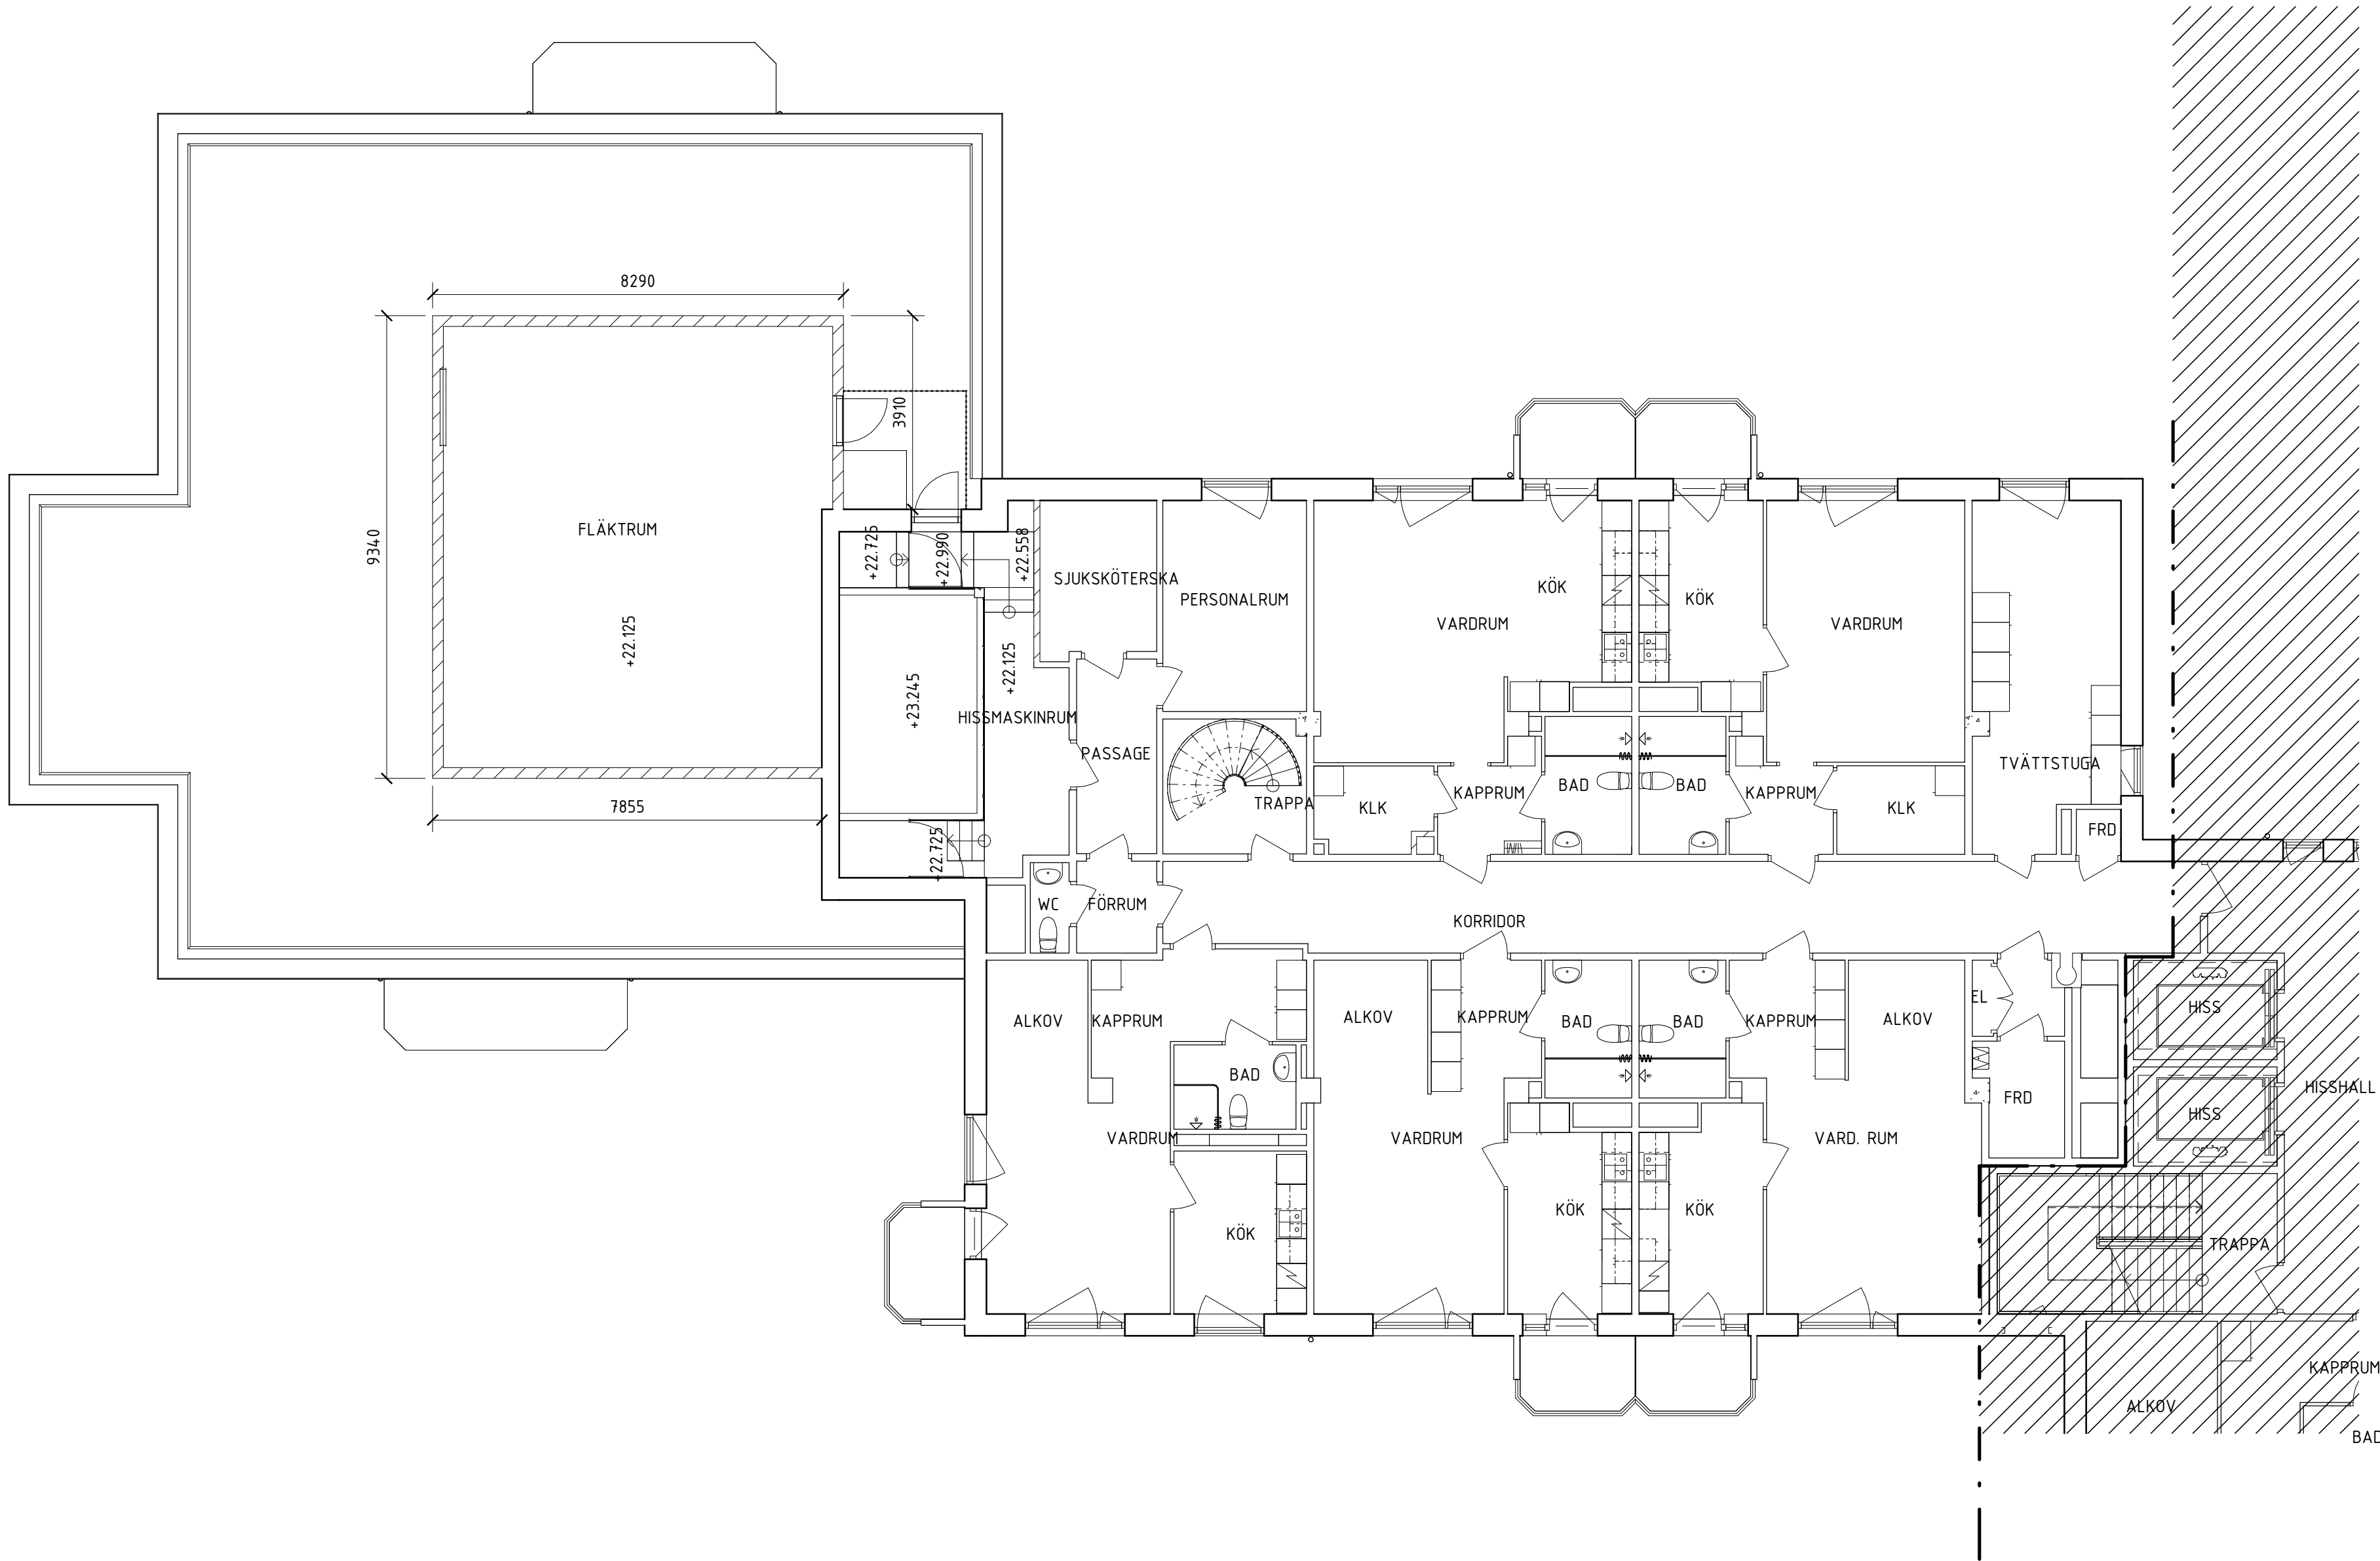 8290
3910
9340
FLÄKTRUM
+22.125
7855
+22.725
+22.990
+22.558
+22.125
+23.245
HISSMASKINRUM
+22.725
SJUKSKÖTERSKA
PERSONALRUM
PASSAGE
TRAPPA
VARDRUM
KÖK
KÖK
VARDRUM
TVÄTTSTUGA
KLK
KAPPRUM
BAD
BAD
KAPPRUM
KLK
FRD
WC
FÖRRUM
KORRIDOR
ALKOV
KAPPRUM
BAD
VARDRUM
KÖK
ALKOV
KAPPRUM
BAD
BAD
KAPPRUM
ALKOV
EL
HISS
VARDRUM
KÖK
KÖK
VARD. RUM
FRD
HISS
HISSHALL
TRAPPA
KAPPRUM
ALKOV
BAD